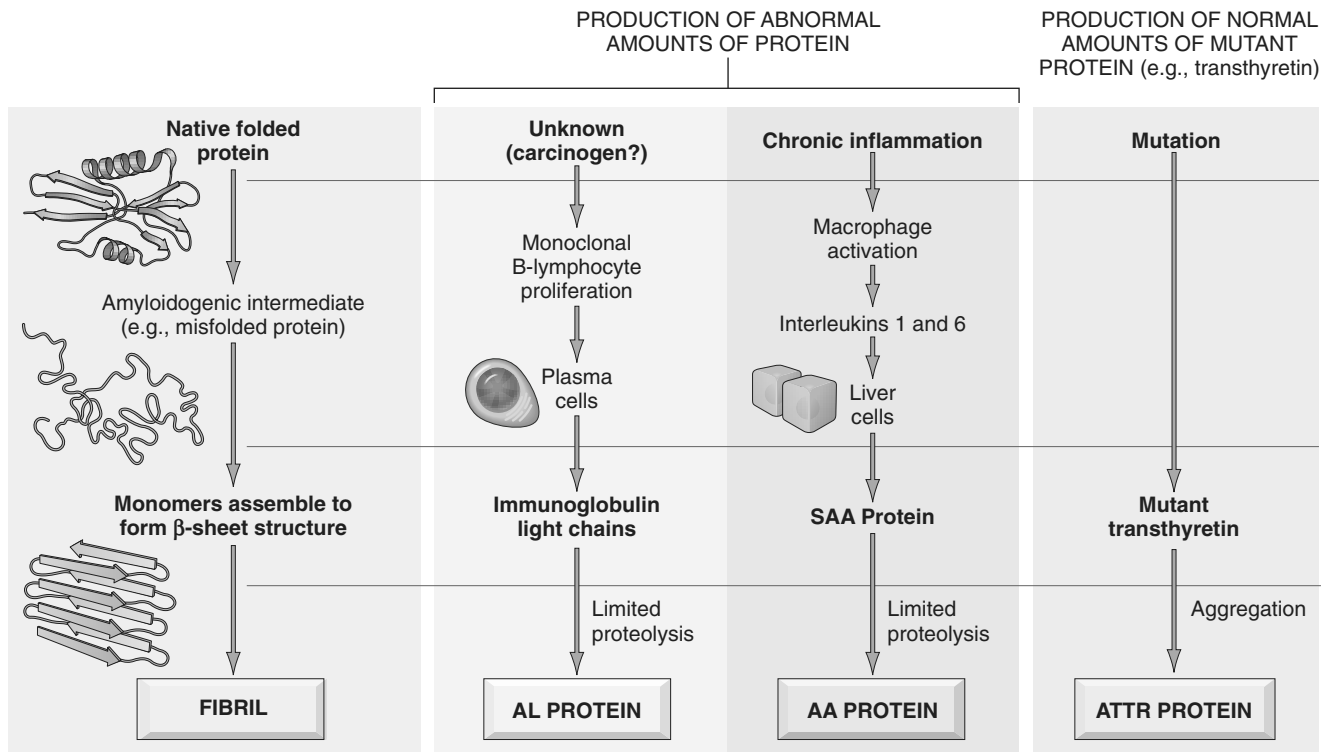 PRODUCTION OF ABNORMAL
AMOUNTS OF PROTEIN
PRODUCTION OF NORMAL
AMOUNTS OF MUTANT
PROTEIN (e.g., transthyretin)
Native folded
protein
Amyloidogenic intermediate
(e.g., misfolded protein)
Monomers assemble to
form β-sheet structure
FIBRIL
Unknown
(carcinogen?)
Monoclonal
B-lymphocyte
proliferation
Plasma
cells
Immunoglobulin
light chains
Limited
proteolysis
AL PROTEIN
Chronic inflammation
Macrophage
activation
Interleukins 1 and 6
Liver
cells
SAA Protein
Limited
proteolysis
AA PROTEIN
Mutation
Mutant
transthyretin
Aggregation
ATTR PROTEIN